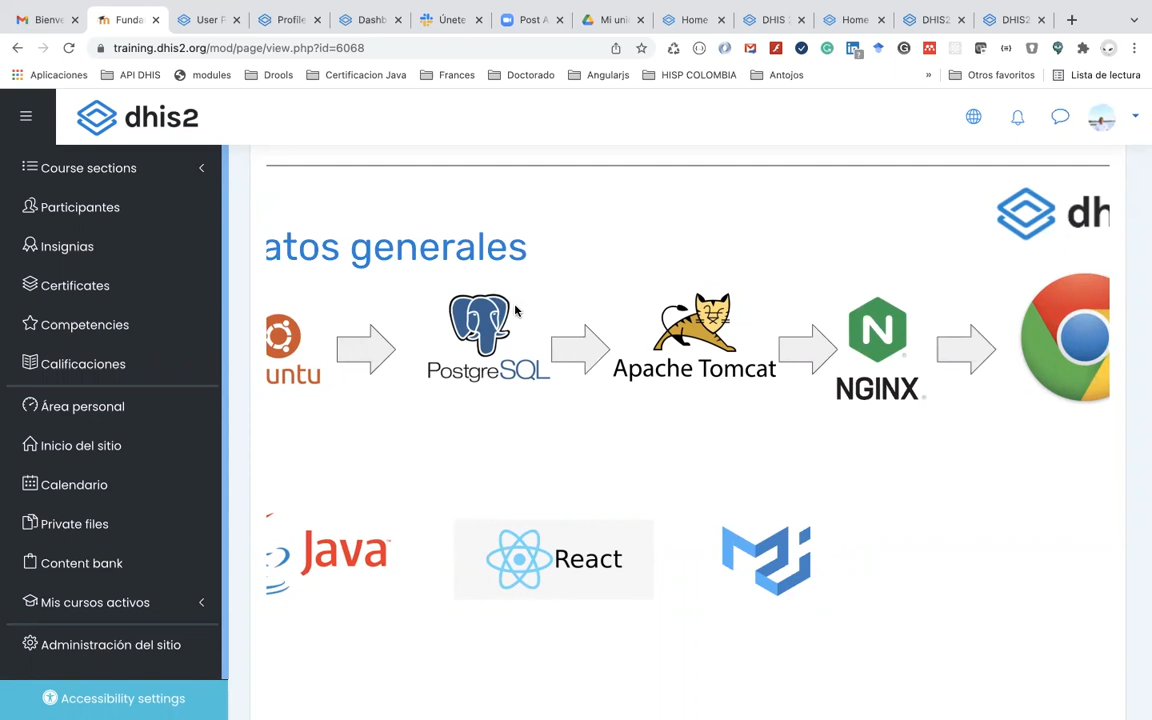 Bienve
Funda
User F
Profile
Dashb
Únete
Post A
Mi uni
Home
DHIS 2
Home
DHIS2
DHIS2
training.dhis2.org/mod/page/view.php?id=6068
Aplicaciones
API DHIS
modules
Drools
Certificacion Java
Frances
Doctorado
Angularjs
HISP COLOMBIA
Antojos
»
Otros favoritos
Lista de lectura
dhis2
Course sections
Participantes
Insignias
Certificates
Competencies
Calificaciones
Área personal
Inicio del sitio
Calendario
Private files
Content bank
Mis cursos activos
Administración del sitio
Accessibility settings
dh
atos generales
untu
PostgreSQL
Apache Tomcat
N
NGINX
Java
React